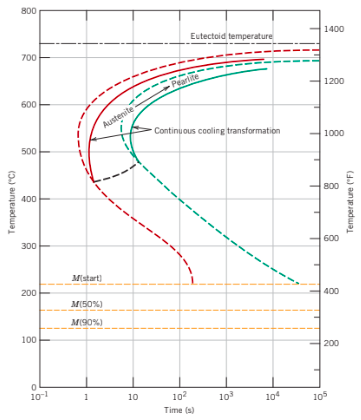 800
700
600
500
400
300
200
100
0
Temperature (°C)
Eutectoid temperature
Austenite
Pearlite
Continuous cooling transformation
M(start)
M(50%)
M(90%)
1400
1200
1000
800
600
400
200
Temperature (°F)
10⁻¹ 1 10 10² 10³ 10⁴ 10⁵
Time (s)